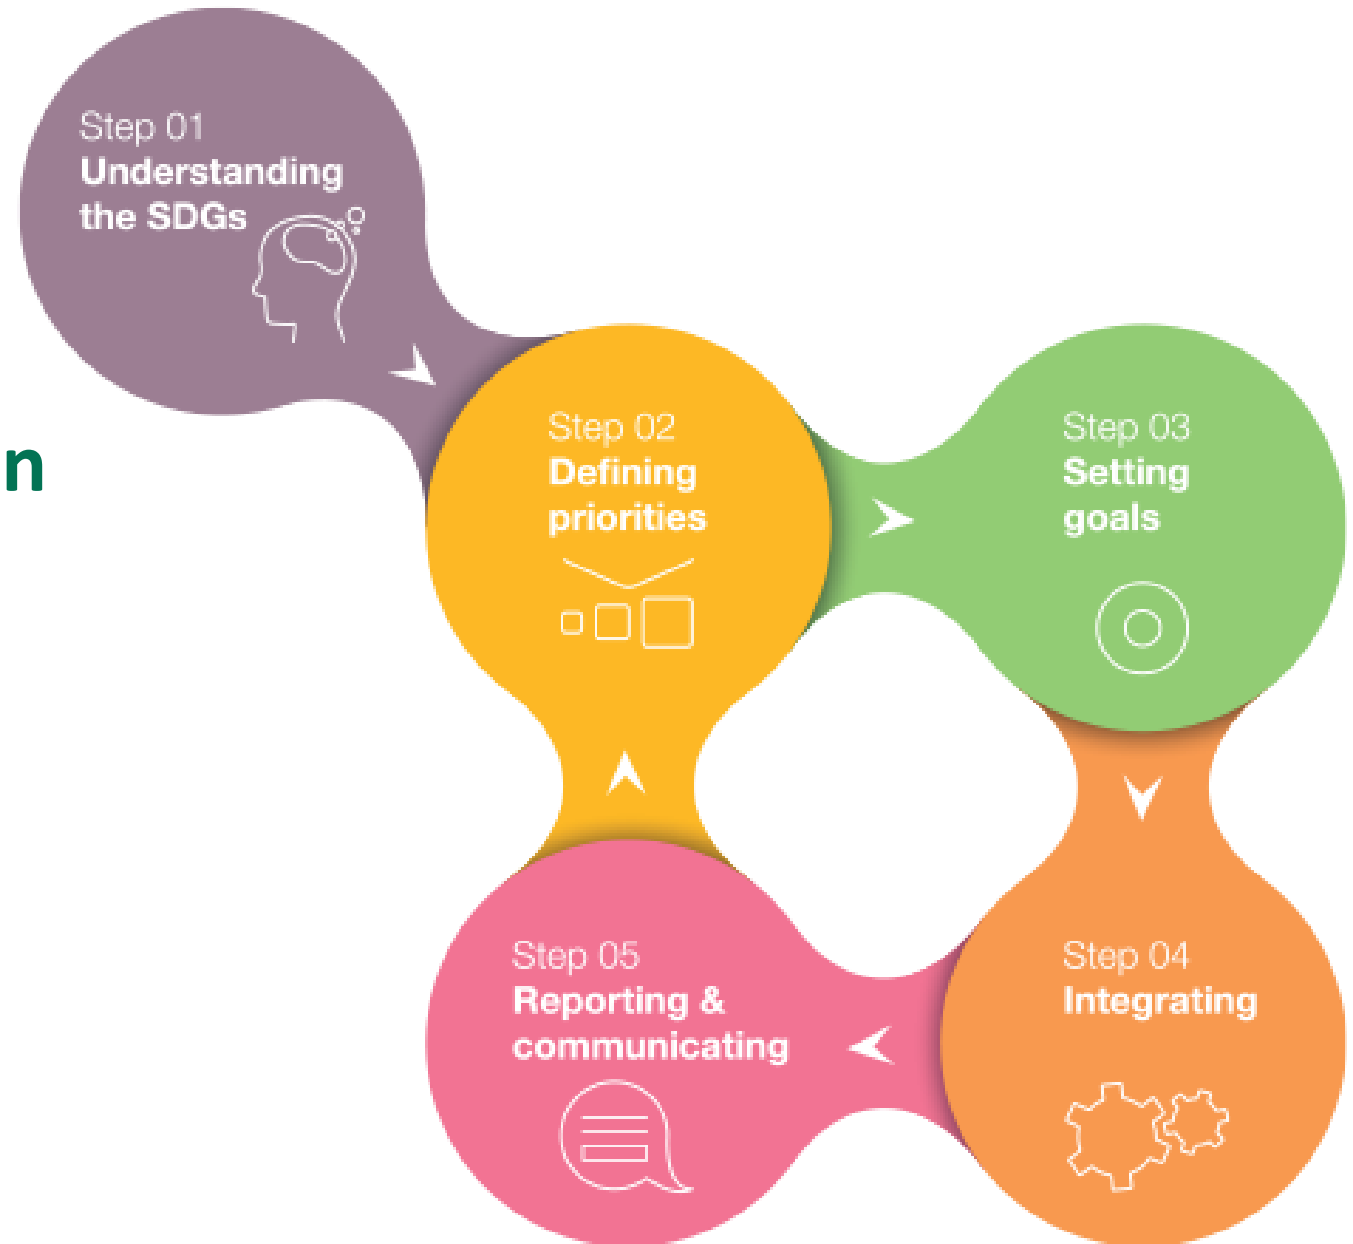 Step 01
Understanding
the SDGs
n
Step 02
Defining
priorities
Step 03
Setting
goals
Step 05
Reporting &
communicating
Step 04
Integrating